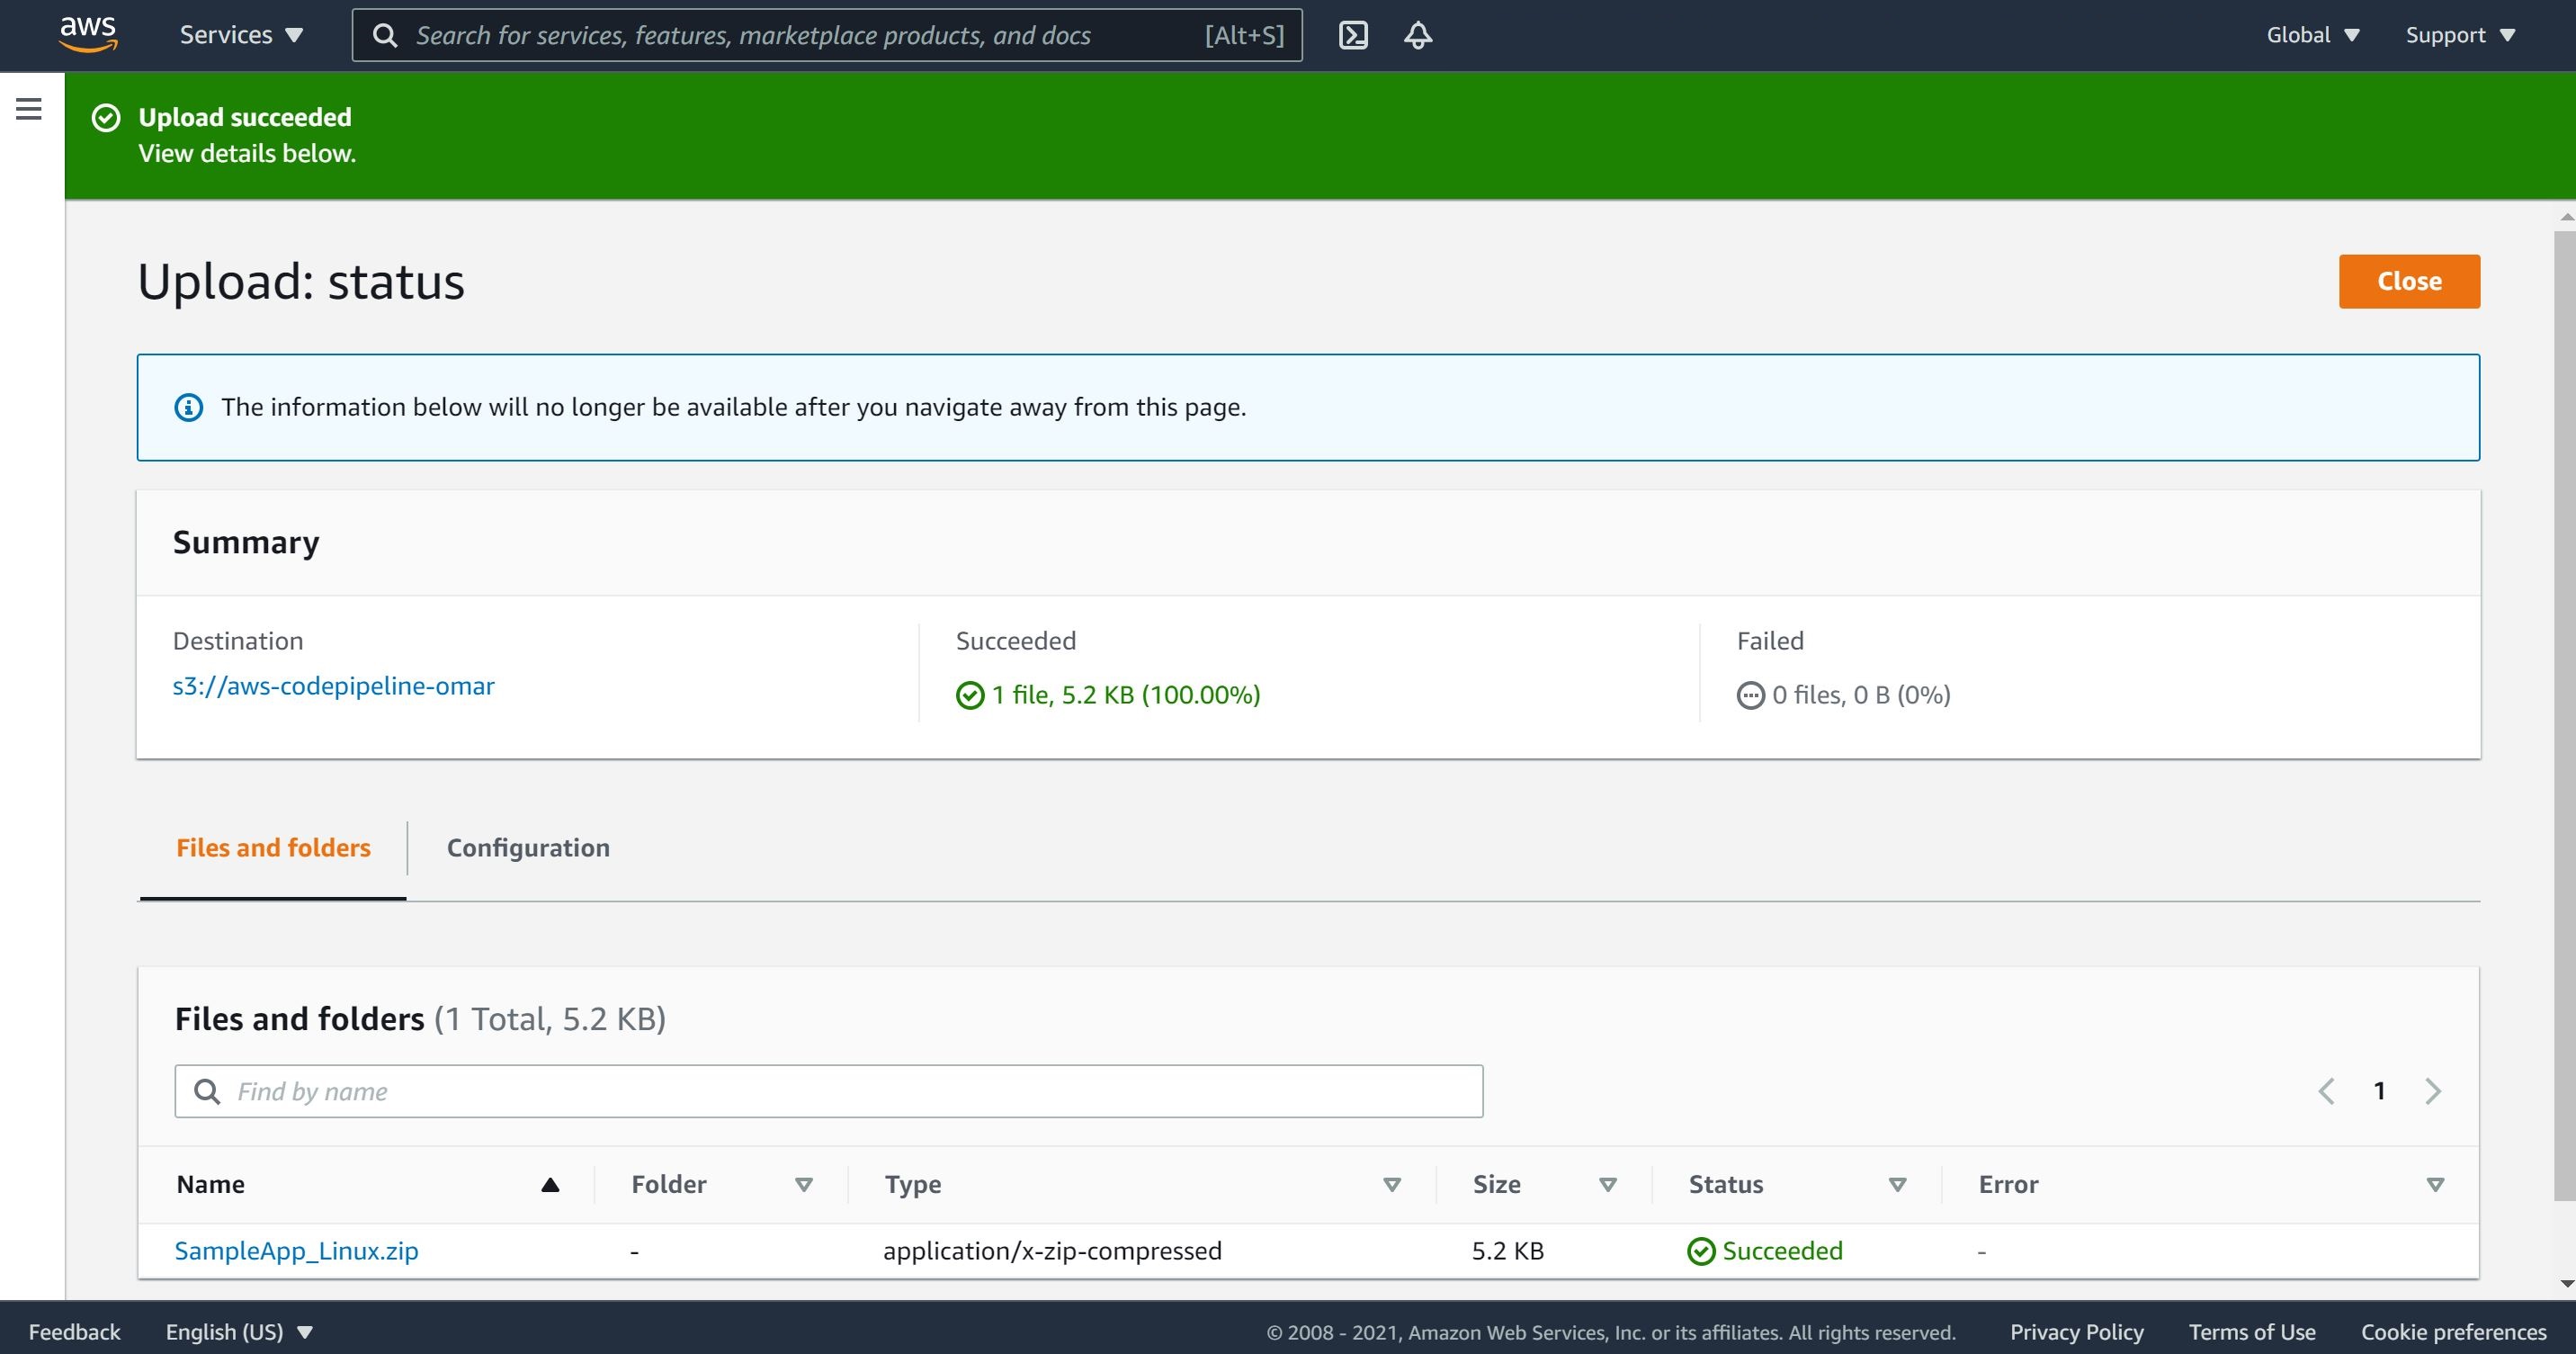 aws Services Search for services, features, marketplace products, and docs [Alt+S] Global Support
Upload succeeded
View details below.
Upload: status
Close
The information below will no longer be available after you navigate away from this page.
Summary
Destination Succeeded Failed
s3://aws-codepipeline-omar 1 file, 5.2 KB (100.00%) 0 files, 0 B (0%)
Files and folders Configuration
Files and folders (1 Total, 5.2 KB)
Find by name 1
Name Folder Type Size Status Error
SampleApp_Linux.zip - application/x-zip-compressed 5.2 KB Succeeded -
Feedback English (US) © 2008 - 2021, Amazon Web Services, Inc. or its affiliates. All rights reserved. Privacy Policy Terms of Use Cookie preferences